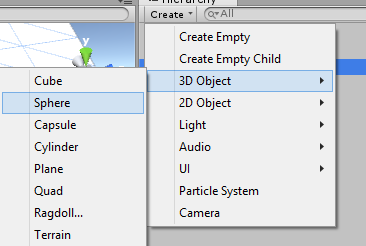 Hierarchy
Create
All
Create Empty
Create Empty Child
3D Object
2D Object
Light
Audio
UI
Particle System
Camera
Cube
Sphere
Capsule
Cylinder
Plane
Quad
Ragdoll...
Terrain